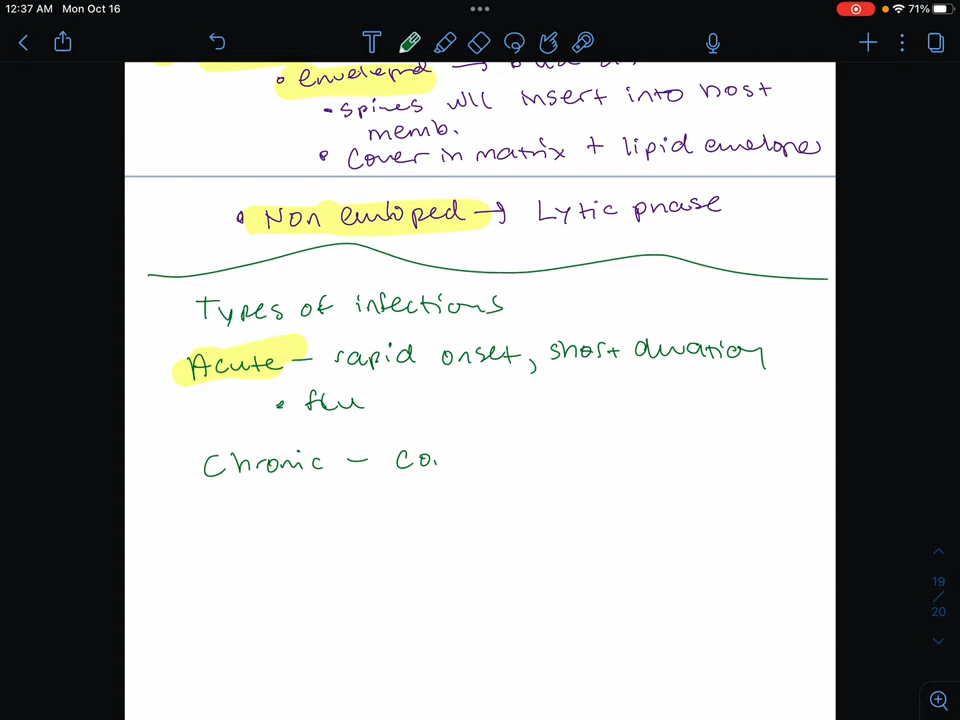 12:37 AM Mon Oct 16
71%
• enveloped →
• spikes will insert into host
memb.
• Cover in matrix + lipid envelope
• Non enveloped → Lytic phase
Types of infections
Acute – rapid onset, short duration
• flu
Chronic – co
19
/
20